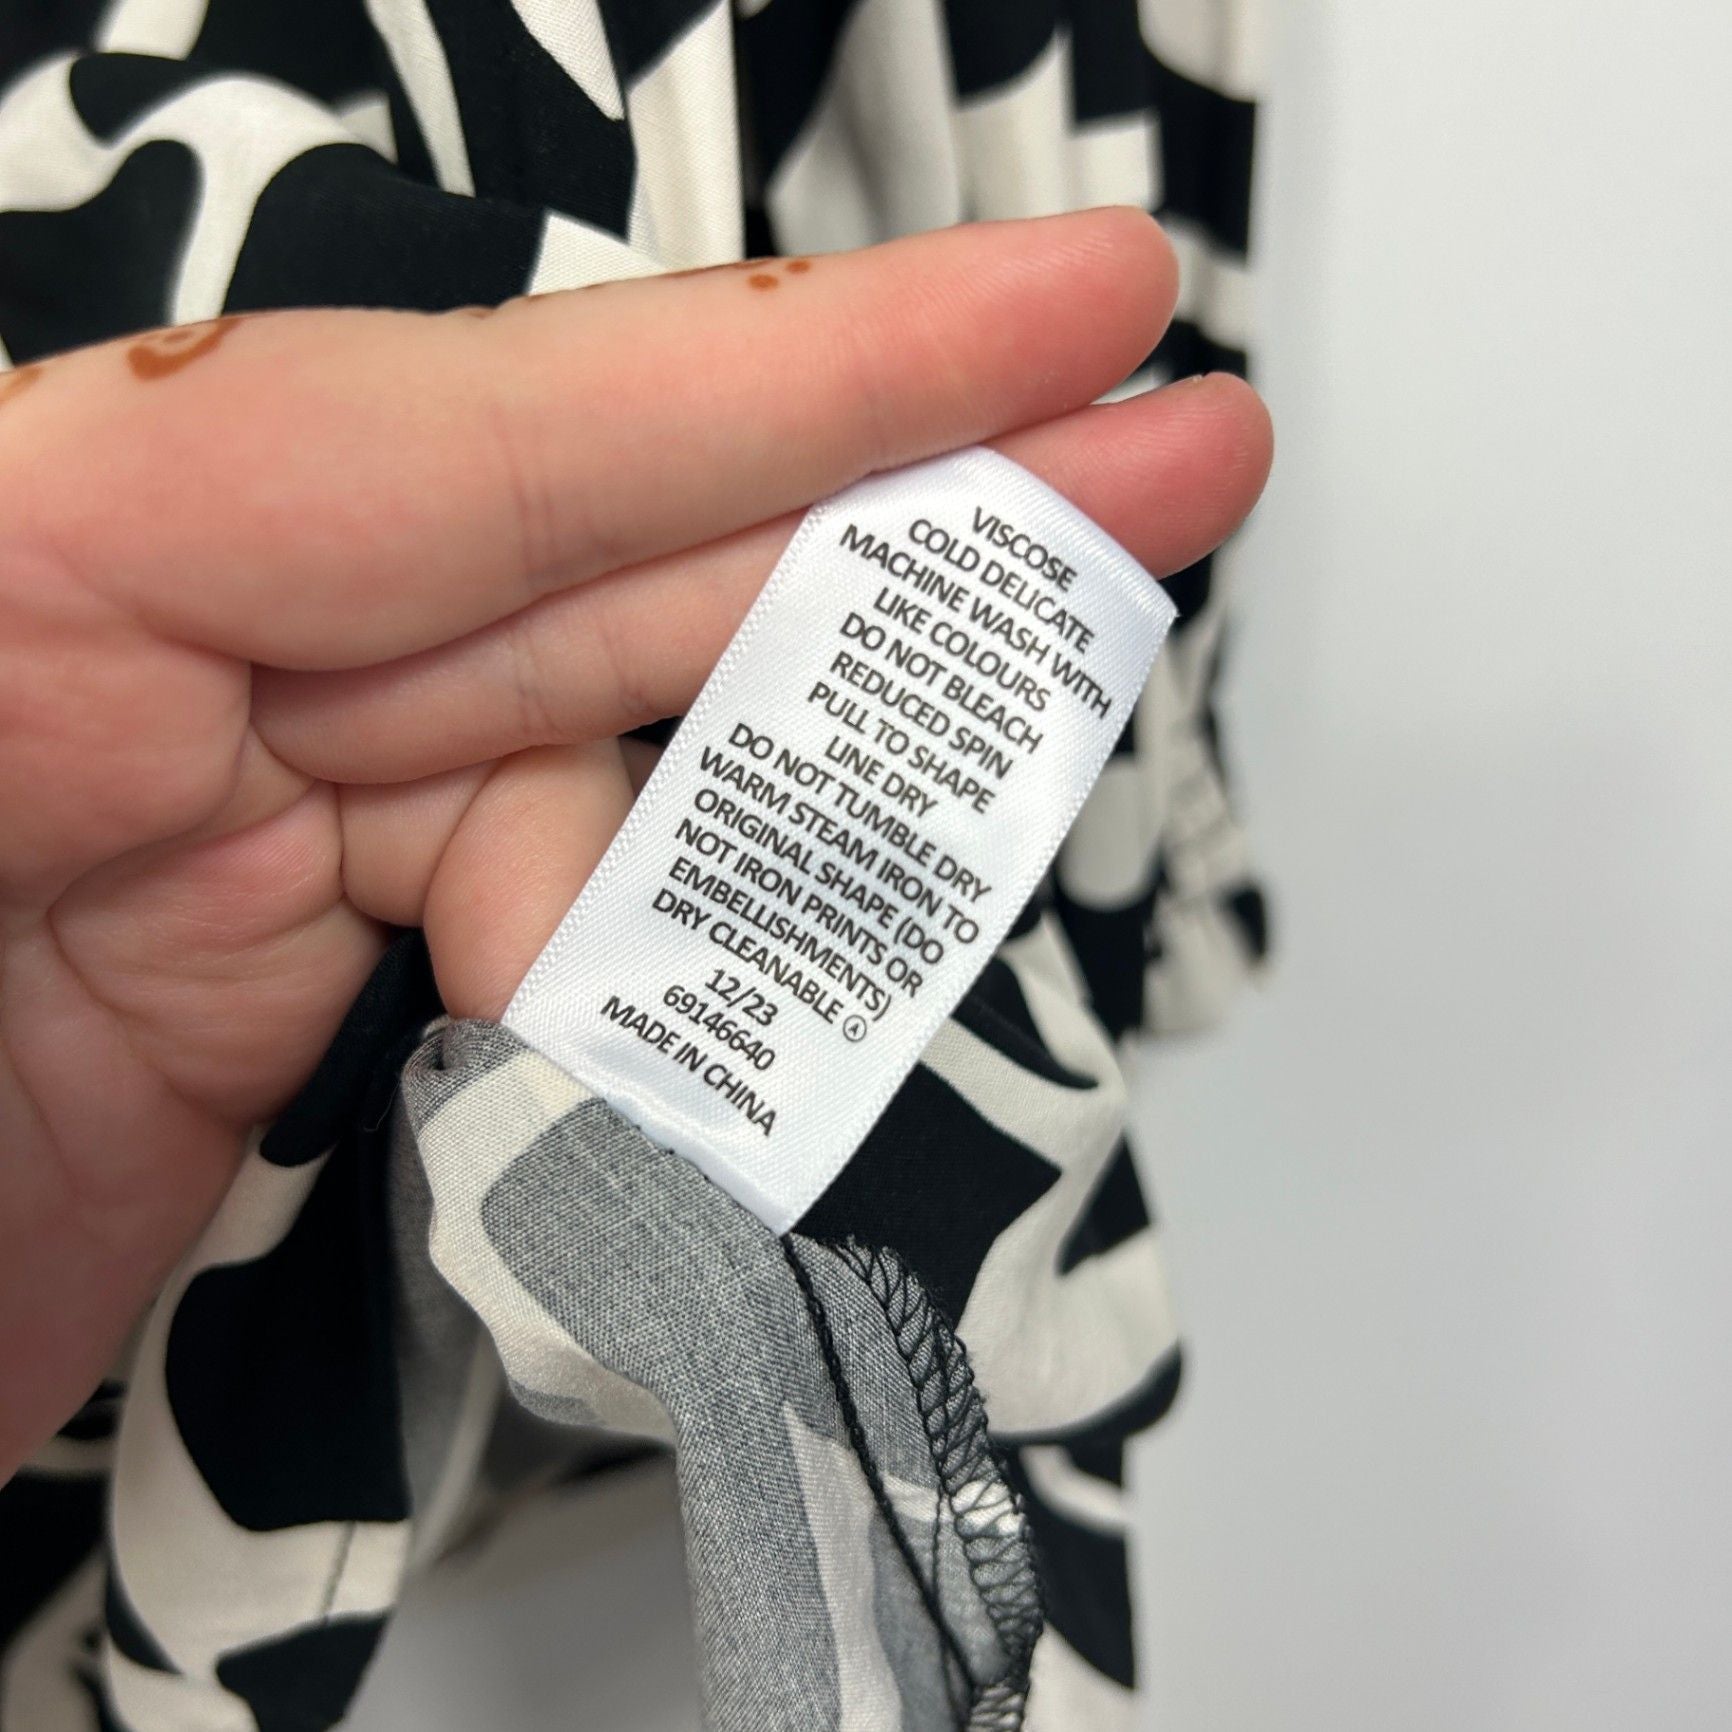 VISCOSE
COLD DELICATE
MACHINE WASH WITH
LIKE COLOURS
DO NOT BLEACH
REDUCED SPIN
PULL TO SHAPE
LINE DRY
DO NOT TUMBLE DRY
WARM STEAM IRON TO
ORIGINAL SHAPE (DO
NOT IRON PRINTS OR
EMBELLISHMENTS)
DRY CLEANABLE Ⓐ
12/23
69146640
MADE IN CHINA